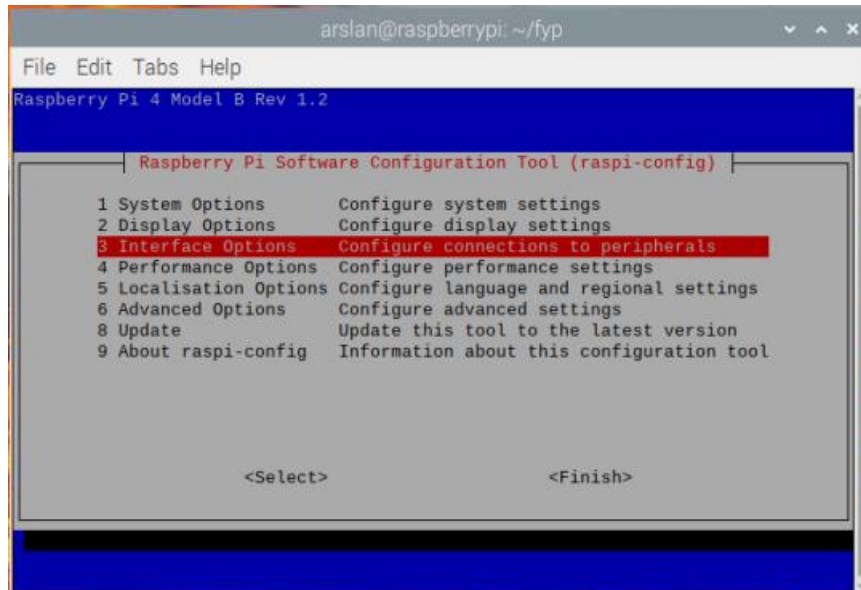 arslan@raspberrypi: ~/fyp
File Edit Tabs Help
Raspberry Pi 4 Model B Rev 1.2
Raspberry Pi Software Configuration Tool (raspi-config)
1 System Options Configure system settings
2 Display Options Configure display settings
3 Interface Options Configure connections to peripherals
4 Performance Options Configure performance settings
5 Localisation Options Configure language and regional settings
6 Advanced Options Configure advanced settings
8 Update Update this tool to the latest version
9 About raspi-config Information about this configuration tool
<Select> <Finish>